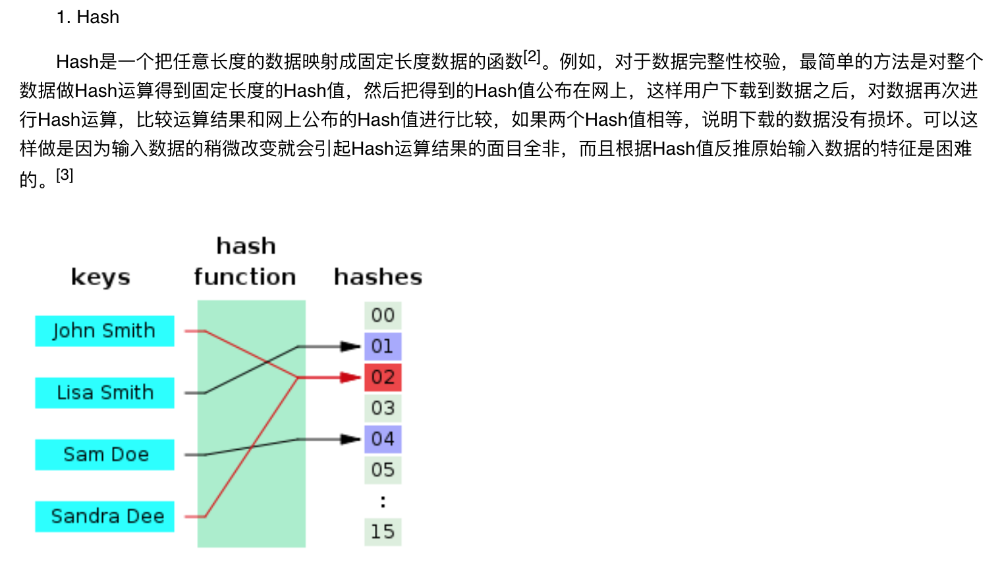 1. Hash
Hash是一个把任意长度的数据映射成固定长度数据的函数[2]。例如，对于数据完整性校验，最简单的方法是对整个
数据做Hash运算得到固定长度的Hash值，然后把得到的Hash值公布在网上，这样用户下载到数据之后，对数据再次进
行Hash运算，比较运算结果和网上公布的Hash值进行比较，如果两个Hash值相等，说明下载的数据没有损坏。可以这
样做是因为输入数据的稍微改变就会引起Hash运算结果的面目全非，而且根据Hash值反推原始输入数据的特征是困难
的。[3]
hash
keys function hashes
00
John Smith
01
02
Lisa Smith
03
04
Sam Doe
05
:
Sandra Dee
15